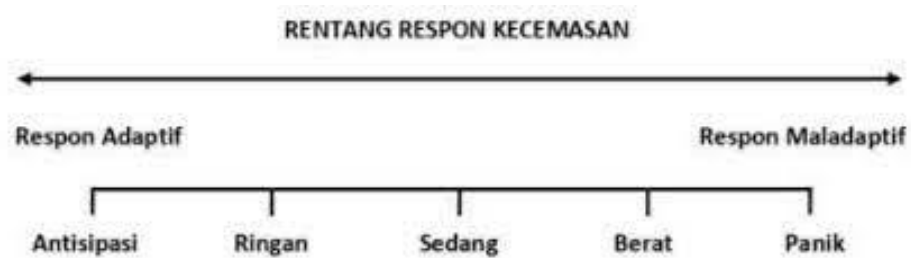 RENTANG RESPON KECEMASAN
Respon Adaptif Respon Maladaptif
Antisipasi Ringan Sedang Berat Panik